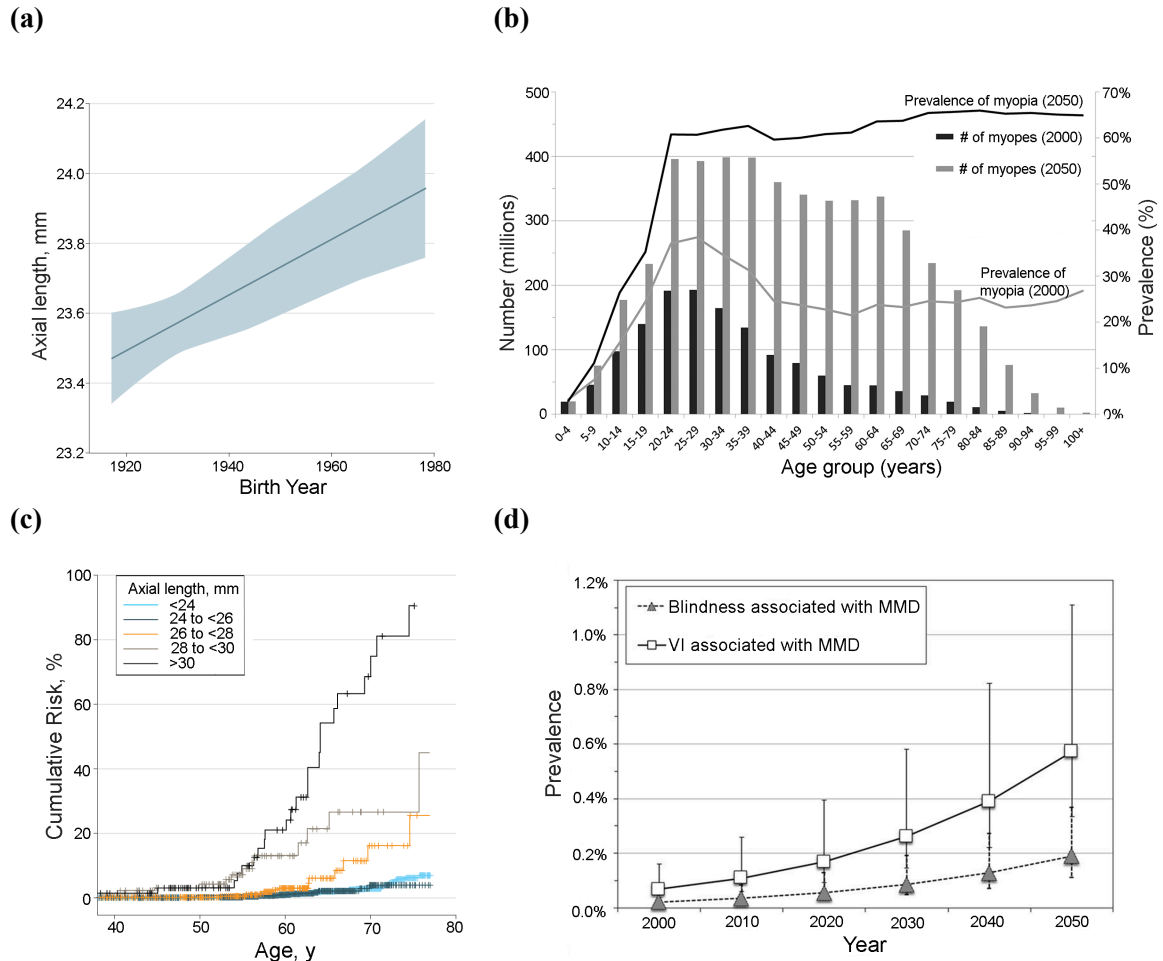 (a)
24.2
24.0
23.8
23.6
23.4
23.2
Axial length, mm
1920
1940
1960
1980
Birth Year
(b)
500
400
300
200
100
0
Number (millions)
Prevalence of myopia (2050)
# of myopes (2000)
# of myopes (2050)
Prevalence of
myopia (2000)
70%
60%
50%
40%
30%
20%
10%
0%
Prevalence (%)
0-4
5-9
10-14
15-19
20-24
25-29
30-34
35-39
40-44
45-49
50-54
55-59
60-64
65-69
70-74
75-79
80-84
85-89
90-94
95-99
100+
Age group (years)
(c)
100
80
60
40
20
0
Cumulative Risk, %
Axial length, mm
<24
24 to <26
26 to <28
28 to <30
>30
40
50
60
70
80
Age, y
(d)
1.2%
1.0%
0.8%
0.6%
0.4%
0.2%
0.0%
Prevalence
Blindness associated with MMD
VI associated with MMD
2000
2010
2020
2030
2040
2050
Year